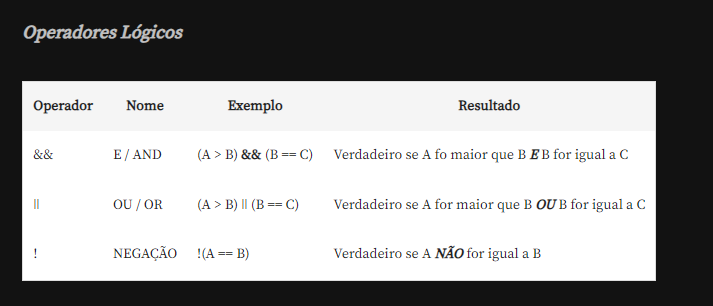 Operadores Lógicos
Operador Nome Exemplo Resultado
&& E / AND (A > B) && (B == C) Verdadeiro se A fo maior que B E B for igual a C
|| OU / OR (A > B) || (B == C) Verdadeiro se A for maior que B OU B for igual a C
! NEGAÇÃO !(A == B) Verdadeiro se A NÃO for igual a B